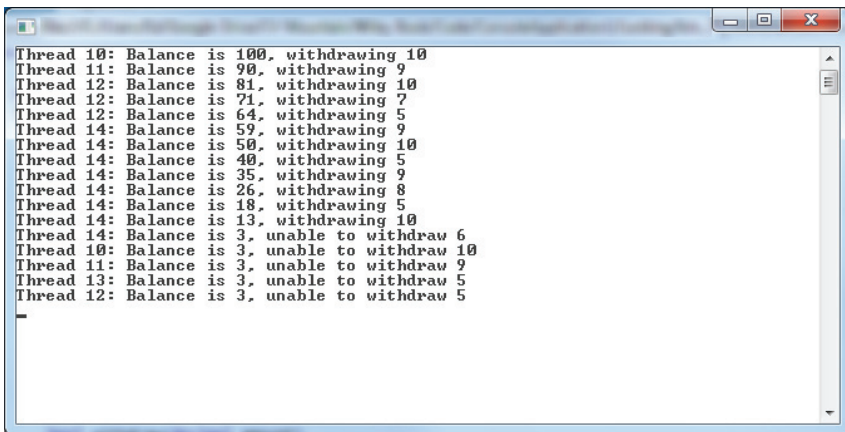 Thread 10: Balance is 100, withdrawing 10
Thread 11: Balance is 90, withdrawing 9
Thread 12: Balance is 81, withdrawing 10
Thread 12: Balance is 71, withdrawing 7
Thread 12: Balance is 64, withdrawing 5
Thread 14: Balance is 59, withdrawing 9
Thread 14: Balance is 50, withdrawing 10
Thread 14: Balance is 40, withdrawing 5
Thread 14: Balance is 35, withdrawing 9
Thread 14: Balance is 26, withdrawing 8
Thread 14: Balance is 18, withdrawing 5
Thread 14: Balance is 13, withdrawing 10
Thread 14: Balance is 3, unable to withdraw 6
Thread 10: Balance is 3, unable to withdraw 10
Thread 11: Balance is 3, unable to withdraw 9
Thread 13: Balance is 3, unable to withdraw 5
Thread 12: Balance is 3, unable to withdraw 5